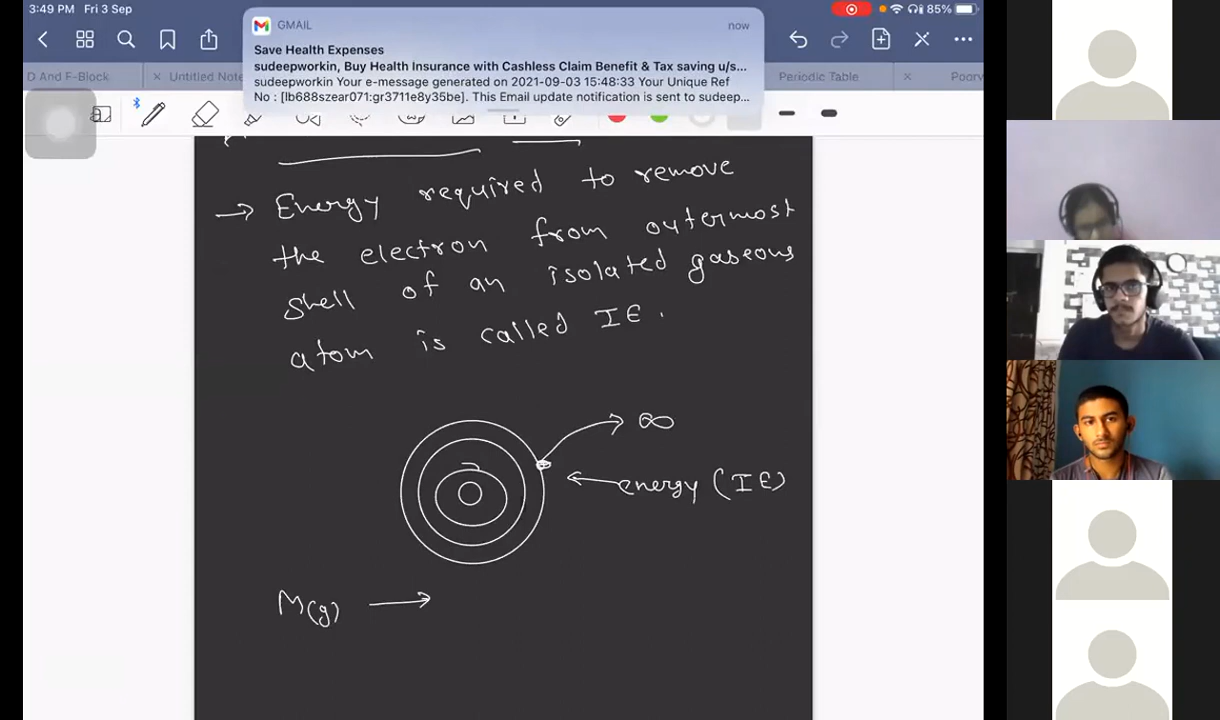 3:49 PM Fri 3 Sep
85%
GMAIL
now
Save Health Expenses
sudeepworkin, Buy Health Insurance with Cashless Claim Benefit & Tax saving u/s...
sudeepworkin Your e-message generated on 2021-09-03 15:48:33 Your Unique Ref
No : [lb688szear071:gr3711e8y35be]. This Email update notification is sent to sudeep...
D And F-Block
Untitled Note
Periodic Table
Poorv
→ Energy required to remove
the electron from outermost
shell of an isolated gaseous
atom is called IE.
∞
energy (IE)
M(g) →